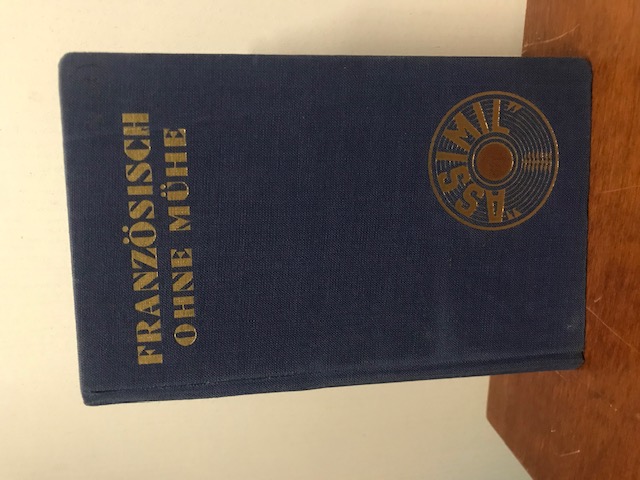 FRANZÖSISCH
OHNE MÜHE
"ASSIMIL"